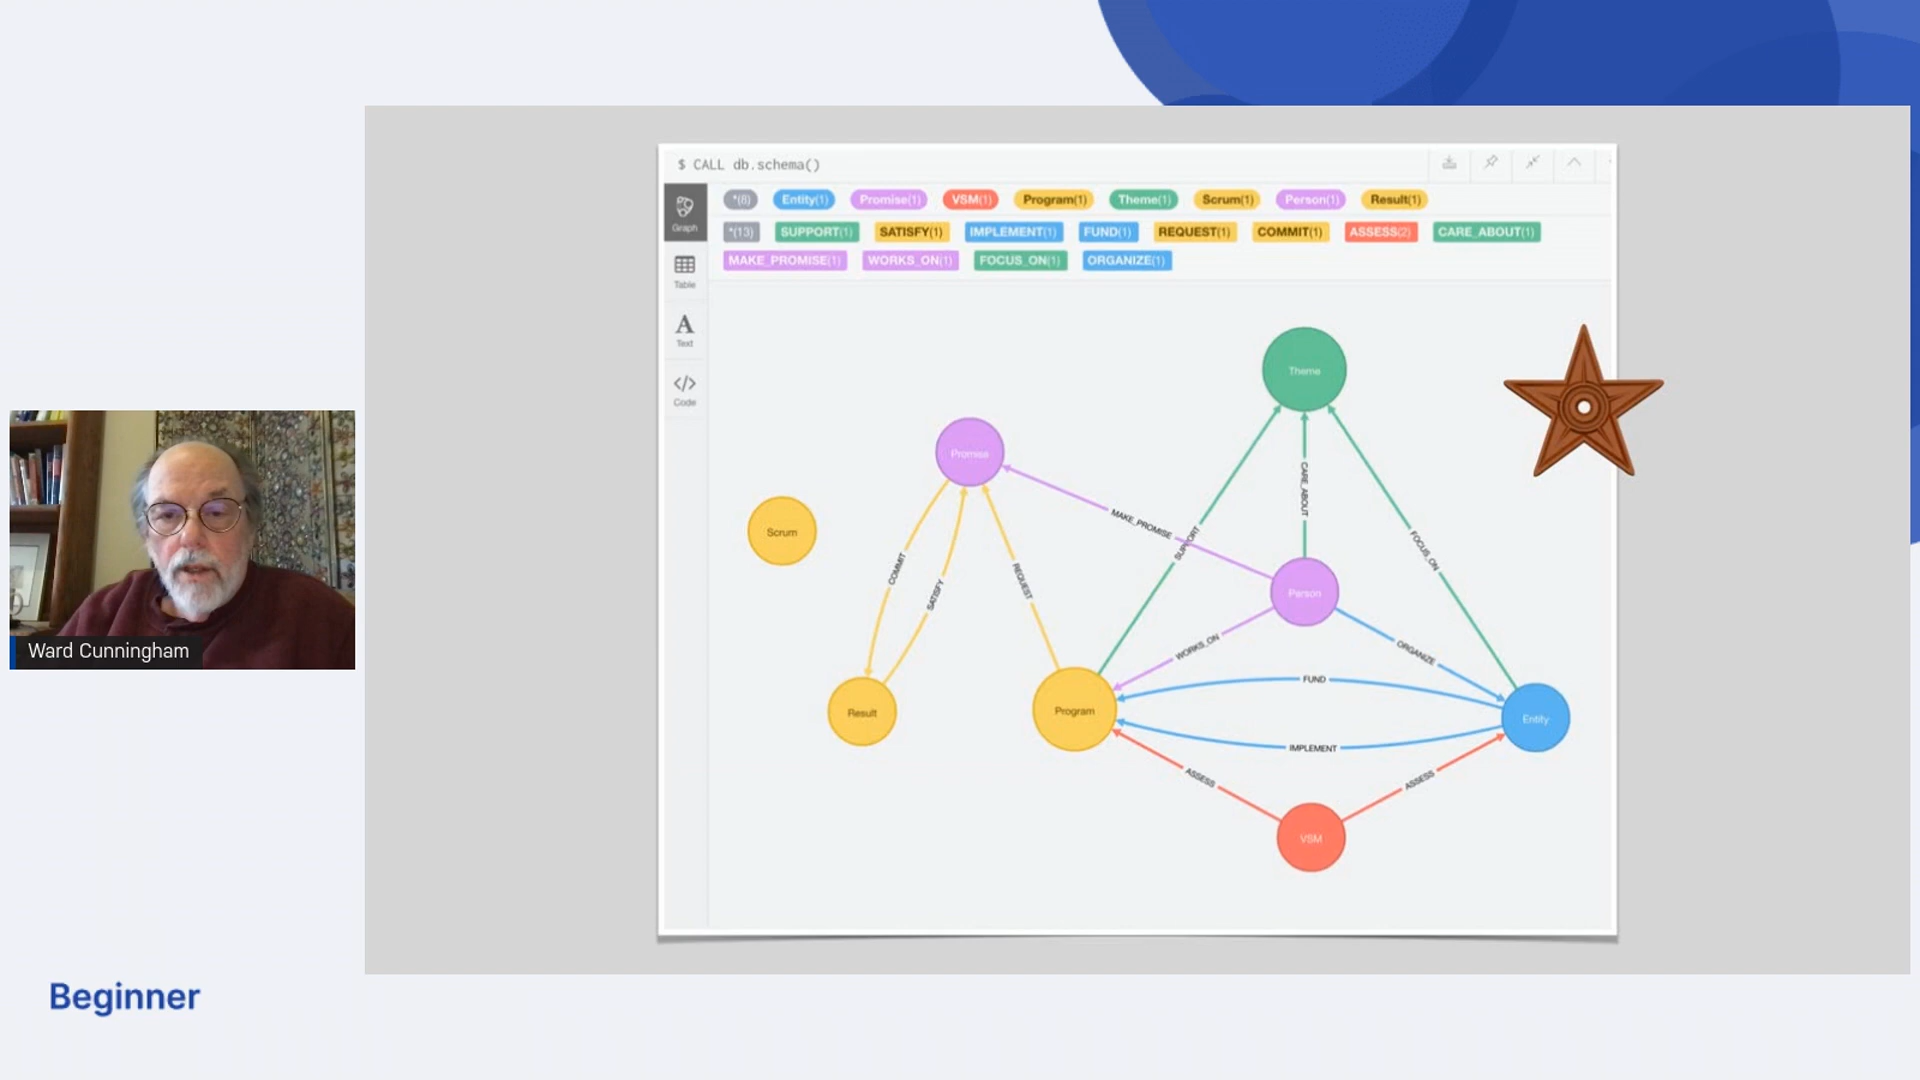 $ CALL db.schema()
*(8) Entity(1) Promise(1) VSM(1) Program(1) Theme(1) Scrum(1) Person(1) Result(1)
*(13) SUPPORT(1) SATISFY(1) IMPLEMENT(1) FUND(1) REQUEST(1) COMMIT(1) ASSESS(2) CARE_ABOUT(1)
MAKE_PROMISE(1) WORKS_ON(1) FOCUS_ON(1) ORGANIZE(1)
Graph
Table
A
Text
</>
Code
Theme
Promise
Scrum
CARE_ABOUT
MAKE_PROMISE
SUPPORT
FOCUS_ON
COMMIT
SATISFY
REQUEST
Person
WORKS_ON
ORGANIZE
FUND
Result
Program
Entity
IMPLEMENT
ASSESS
ASSESS
VSM
Ward Cunningham
Beginner